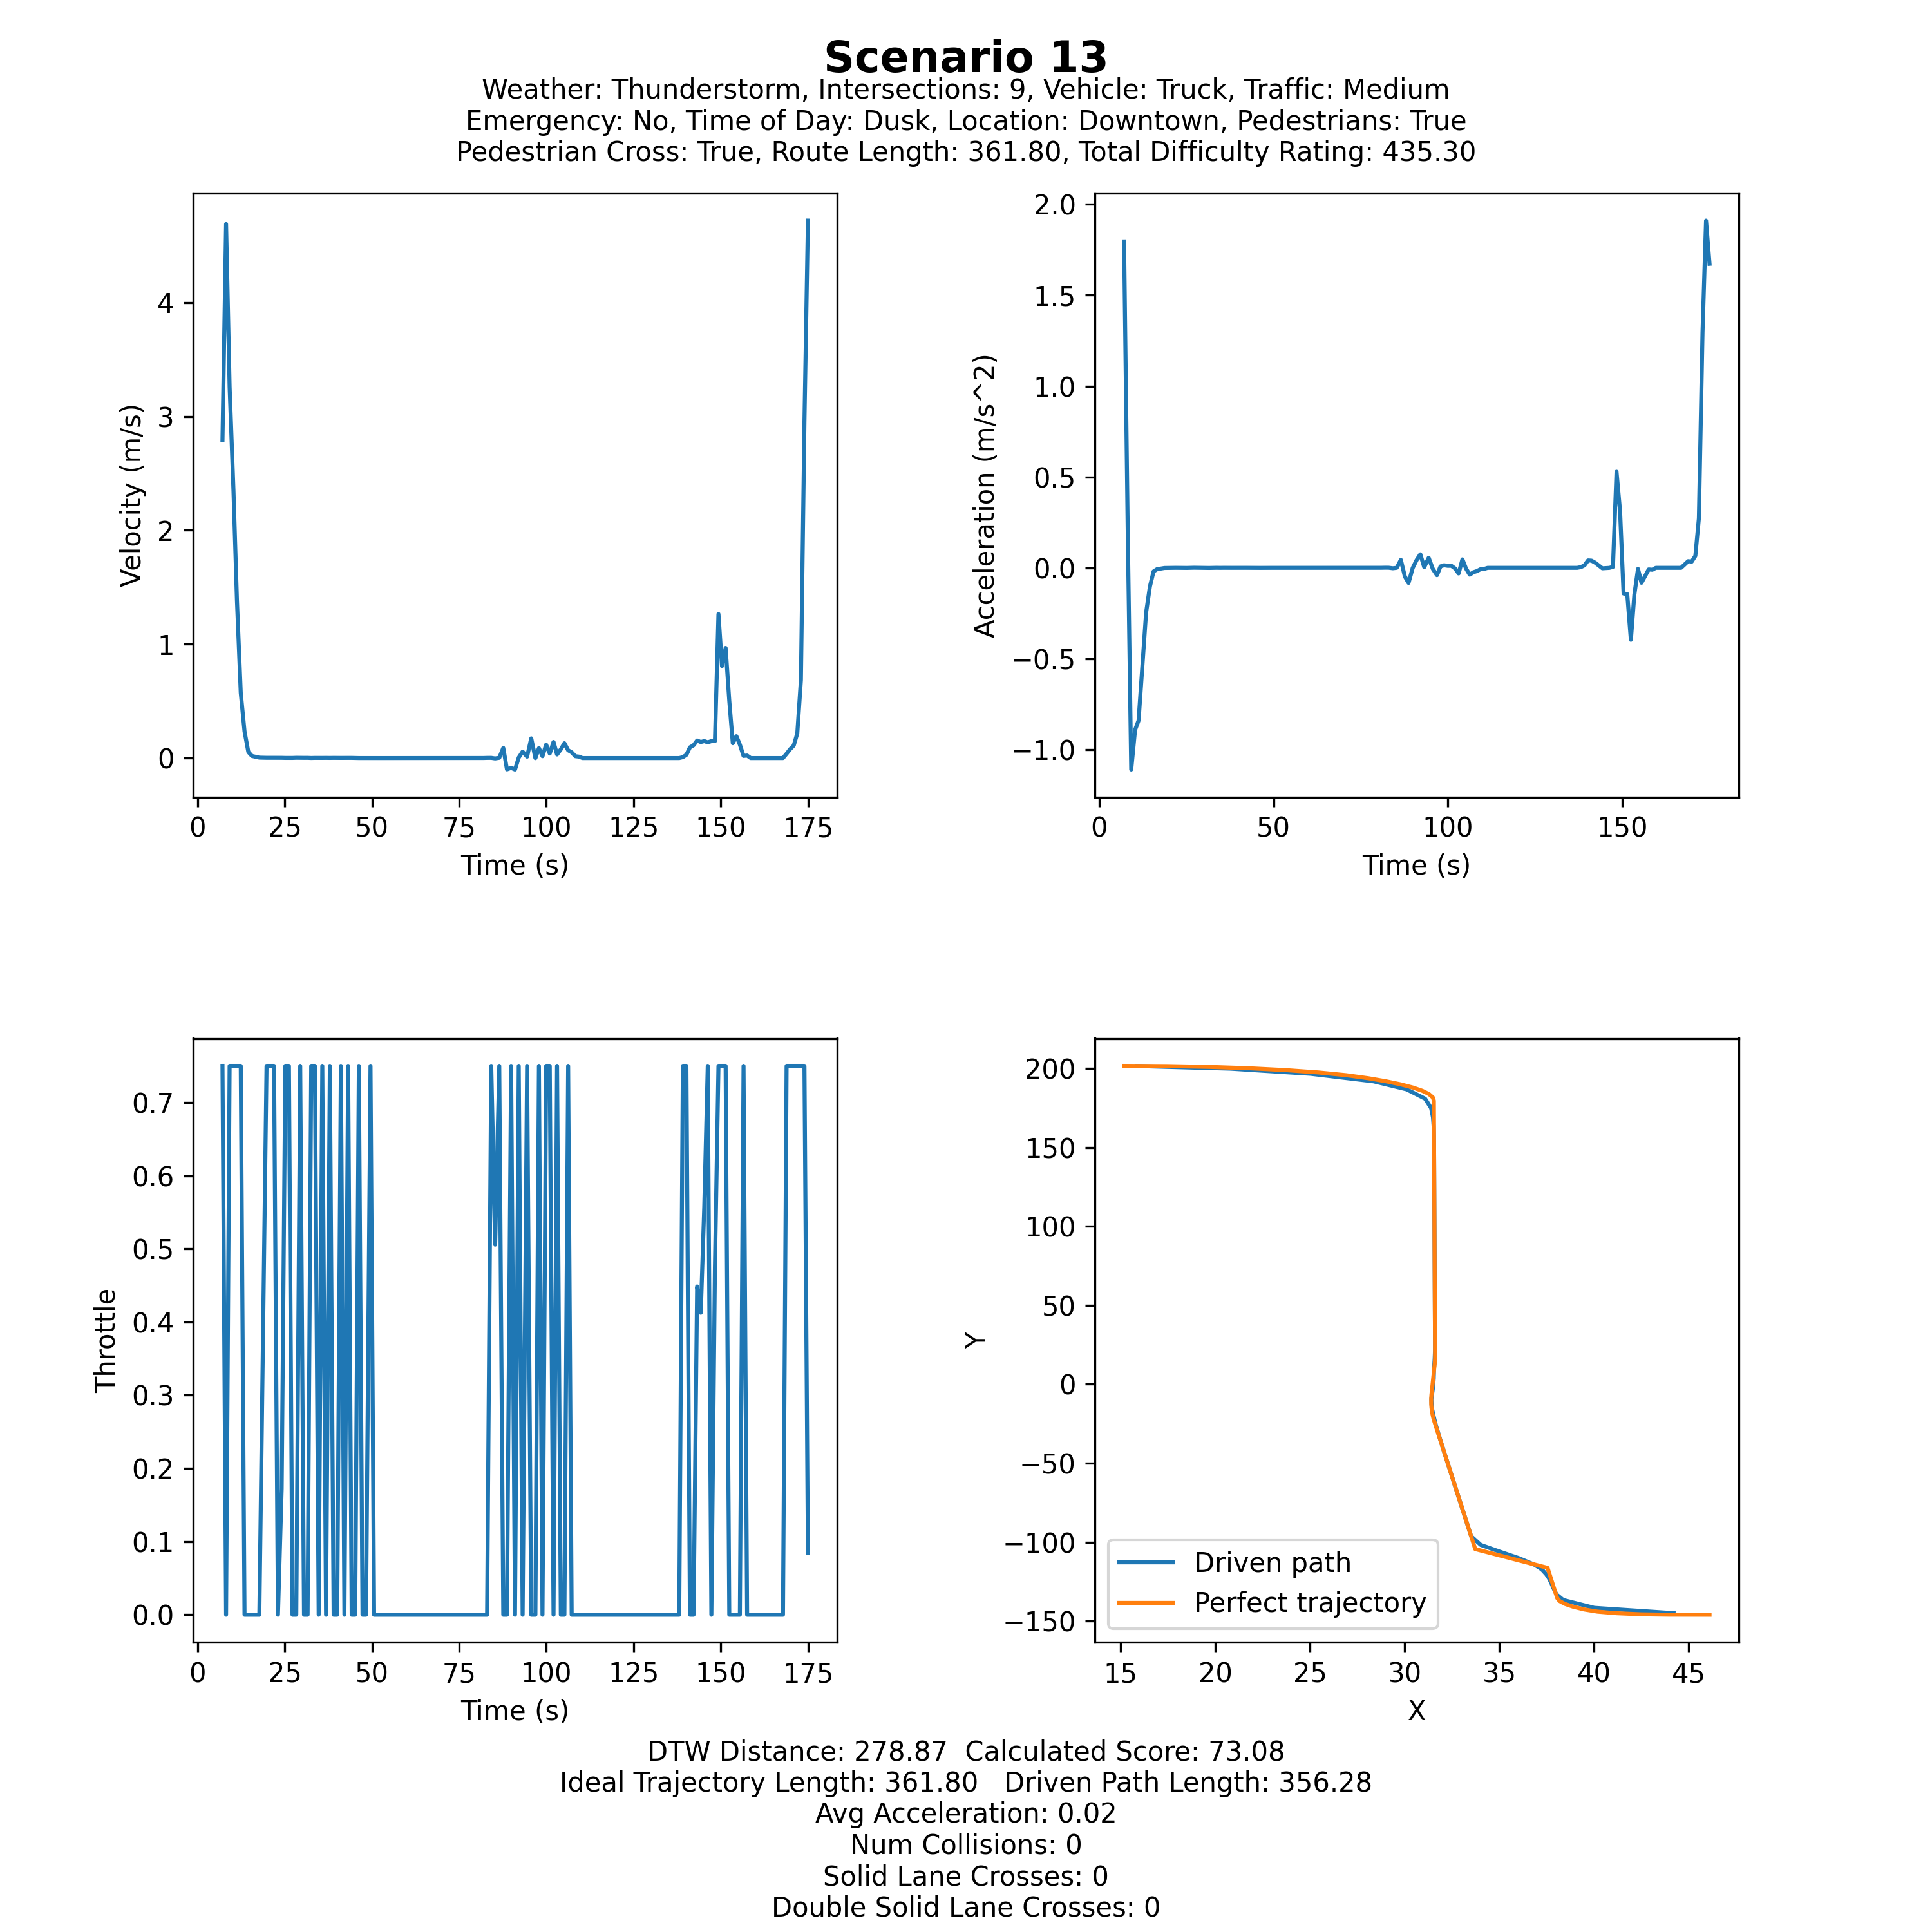 Scenario 13
Weather: Thunderstorm, Intersections: 9, Vehicle: Truck, Traffic: Medium
Emergency: No, Time of Day: Dusk, Location: Downtown, Pedestrians: True
Pedestrian Cross: True, Route Length: 361.80, Total Difficulty Rating: 435.30
Velocity (m/s)
4
3
2
1
0
0 25 50 75 100 125 150 175
Time (s)
Acceleration (m/s^2)
2.0
1.5
1.0
0.5
0.0
−0.5
−1.0
0 50 100 150
Time (s)
Throttle
0.7
0.6
0.5
0.4
0.3
0.2
0.1
0.0
0 25 50 75 100 125 150 175
Time (s)
Y
200
150
100
50
0
−50
−100
−150
Driven path
Perfect trajectory
15 20 25 30 35 40 45
X
DTW Distance: 278.87 Calculated Score: 73.08
Ideal Trajectory Length: 361.80 Driven Path Length: 356.28
Avg Acceleration: 0.02
Num Collisions: 0
Solid Lane Crosses: 0
Double Solid Lane Crosses: 0